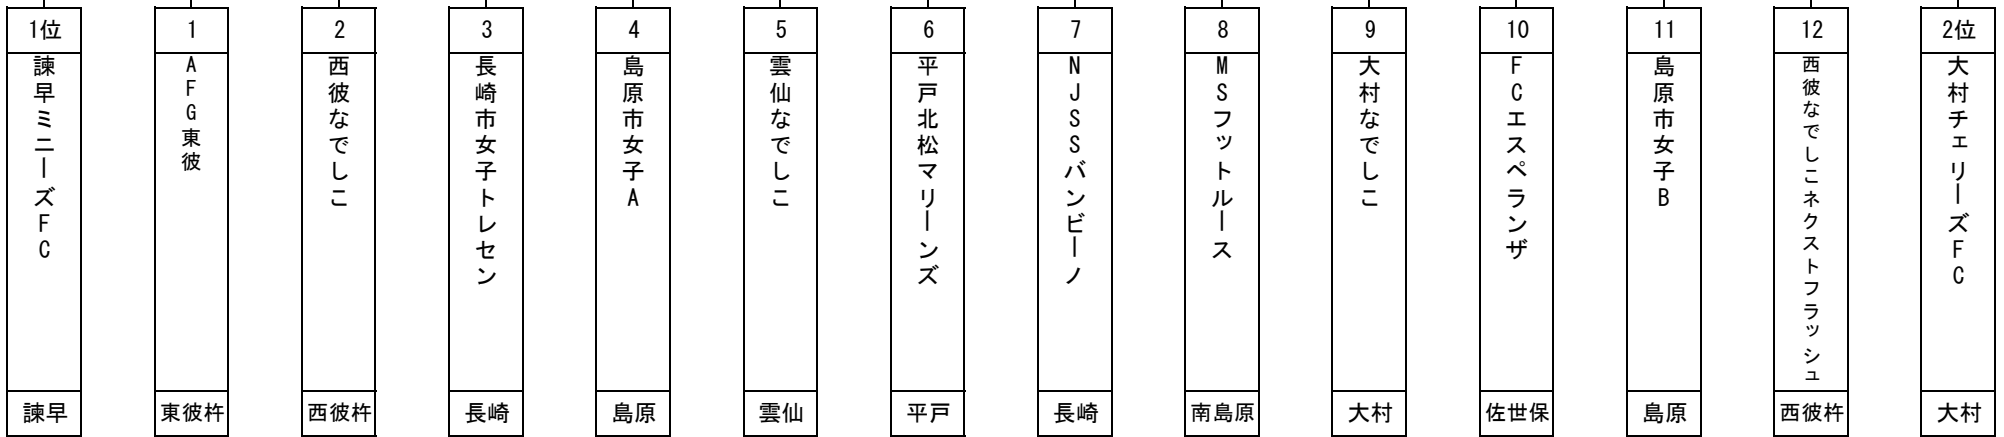 1位
諫早ミニーズFC
諫早
1
AFG東彼
東彼杵
2
西彼なでしこ
西彼杵
3
長崎市女子トレセン
長崎
4
島原市女子A
島原
5
雲仙なでしこ
雲仙
6
平戸北松マリーンズ
平戸
7
NJSSバンビーノ
長崎
8
MSフットルース
南島原
9
大村なでしこ
大村
10
FCエスペランザ
佐世保
11
島原市女子B
島原
12
西彼なでしこネクストフラッシュ
西彼杵
2位
大村チェリーズFC
大村